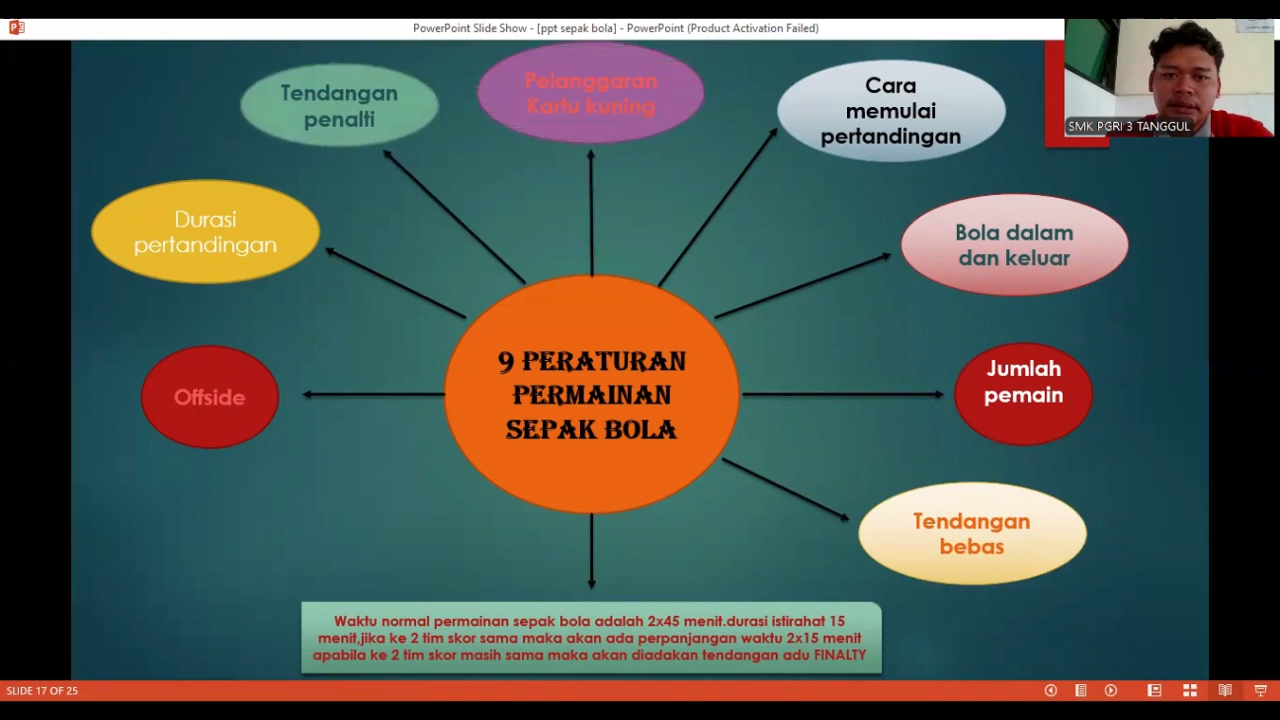 PowerPoint Slide Show - [ppt sepak bola] - PowerPoint (Product Activation Failed)
SMK PGRI 3 TANGGUL
Tendangan
penalti
Pelanggaran
Kartu kuning
Cara
memulai
pertandingan
Durasi
pertandingan
Bola dalam
dan keluar
Offside
9 PERATURAN
PERMAINAN
SEPAK BOLA
Jumlah
pemain
Tendangan
bebas
Waktu normal permainan sepak bola adalah 2x45 menit.durasi istirahat 15
menit,jika ke 2 tim skor sama maka akan ada perpanjangan waktu 2x15 menit
apabila ke 2 tim skor masih sama maka akan diadakan tendangan adu FINALTY
SLIDE 17 OF 25